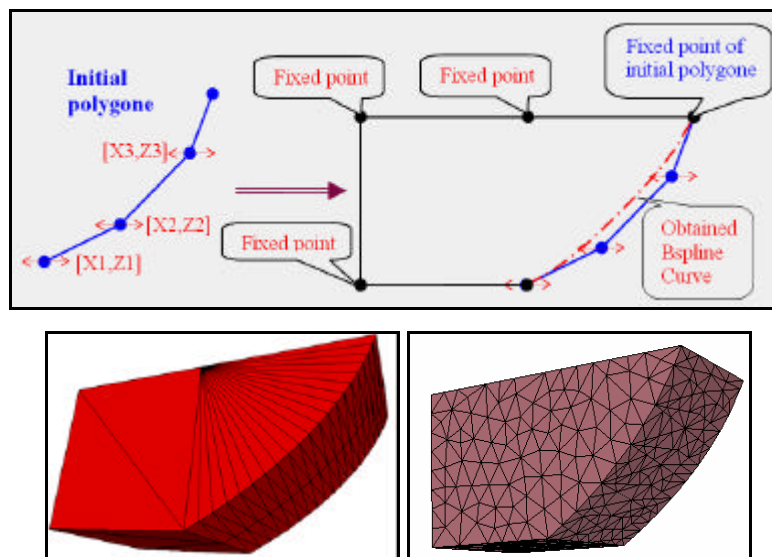 Initial
polygone
[X3,Z3]
[X2,Z2]
[X1,Z1]
Fixed point
Fixed point
Fixed point of
initial polygone
Fixed point
Obtained
Bspline
Curve